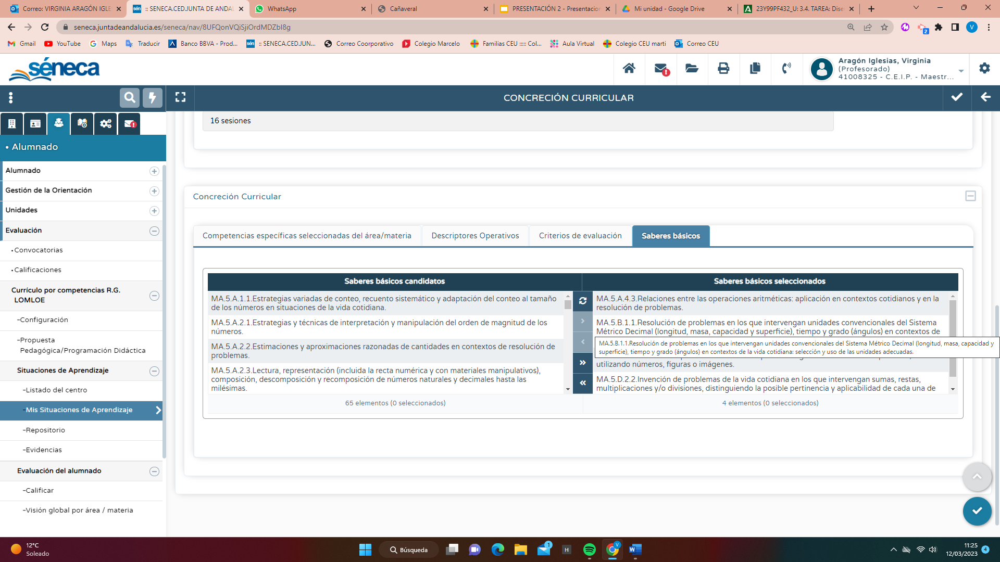 Correo: VIRGINIA ARAGÓN IGLE
:: SENECA.CED.JUNTA DE ANDAL
WhatsApp
Cañaveral
PRESENTACIÓN 2 - Presentacion
Mi unidad - Google Drive
23Y99PF432_U: 3.4. TAREA: Dise
seneca.juntadeandalucia.es/seneca/nav/8UFQonVQiSjiOrdMDZbI8g
V
2
Gmail
YouTube
Maps
Traducir
Banco BBVA - Prod...
:: SENECA.CED.JUN...
Correo Coorporativo
Colegio Marcelo
Familias CEU ::::: Col...
Aula Virtual
Colegio CEU marti
Correo CEU
séneca
Aragón Iglesias, Virginia
(Profesorado)
41008325 - C.E.I.P. - Maestr...
CONCRECIÓN CURRICULAR
• Alumnado
Alumnado
Gestión de la Orientación
Unidades
Evaluación
• Convocatorias
• Calificaciones
Currículo por competencias R.G.
LOMLOE
-Configuración
-Propuesta
Pedagógica/Programación Didáctica
Situaciones de Aprendizaje
-Listado del centro
-Mis Situaciones de Aprendizaje
-Repositorio
-Evidencias
Evaluación del alumnado
-Calificar
-Visión global por área / materia
16 sesiones
Concreción Curricular
Competencias específicas seleccionadas del área/materia
Descriptores Operativos
Criterios de evaluación
Saberes básicos
Saberes básicos candidatos
MA.5.A.1.1.Estrategias variadas de conteo, recuento sistemático y adaptación del conteo al tamaño
de los números en situaciones de la vida cotidiana.
MA.5.A.2.1.Estrategias y técnicas de interpretación y manipulación del orden de magnitud de los
números.
MA.5.A.2.2.Estimaciones y aproximaciones razonadas de cantidades en contextos de resolución de
problemas.
MA.5.A.2.3.Lectura, representación (incluida la recta numérica y con materiales manipulativos),
composición, descomposición y recomposición de números naturales y decimales hasta las
milésimas.
65 elementos (0 seleccionados)
Saberes básicos seleccionados
MA.5.A.4.3.Relaciones entre las operaciones aritméticas: aplicación en contextos cotidianos y en la
resolución de problemas.
MA.5.B.1.1.Resolución de problemas en los que intervengan unidades convencionales del Sistema
Métrico Decimal (longitud, masa, capacidad y superficie), tiempo y grado (ángulos) en contextos de
MA.5.B.1.1.Resolución de problemas en los que intervengan unidades convencionales del Sistema Métrico Decimal (longitud, masa, capacidad y
superficie), tiempo y grado (ángulos) en contextos de la vida cotidiana: selección y uso de las unidades adecuadas.
utilizando números, figuras o imágenes.
MA.5.D.2.2.Invención de problemas de la vida cotidiana en los que intervengan sumas, restas,
multiplicaciones y/o divisiones, distinguiendo la posible pertinencia y aplicabilidad de cada una de
4 elementos (0 seleccionados)
12°C
Soleado
Búsqueda
1
H
V
11:25
12/03/2023
4